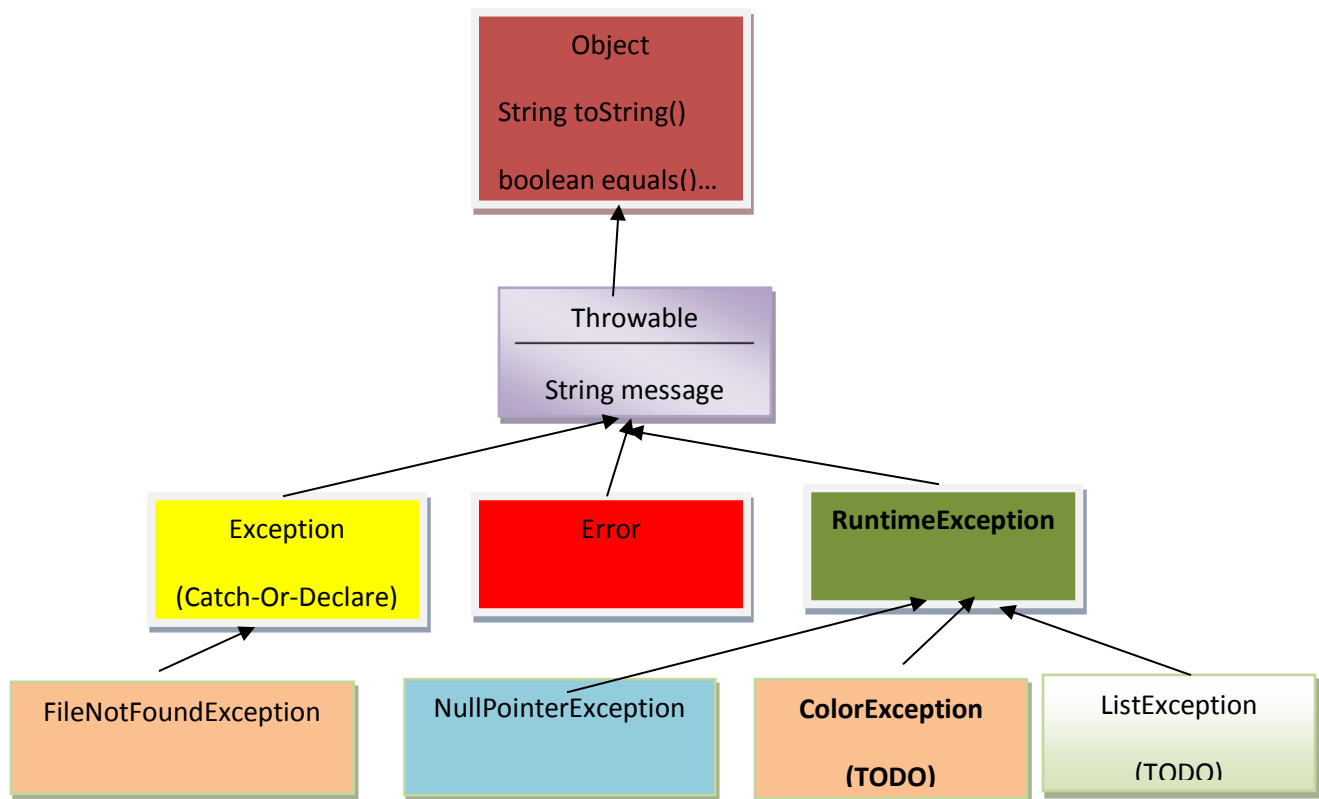 Object
String toString()
boolean equals()...
Throwable
String message
Exception
(Catch-Or-Declare)
Error
RuntimeException
FileNotFoundException
NullPointerException
ColorException
(TODO)
ListException
(TODO)